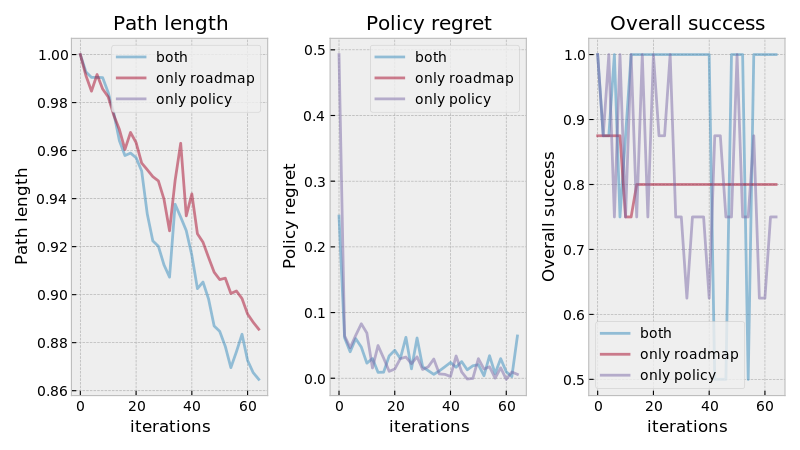 Path length
Path length
1.00
0.98
0.96
0.94
0.92
0.90
0.88
0.86
0
20
40
60
iterations
both
only roadmap
only policy
Policy regret
Policy regret
0.5
0.4
0.3
0.2
0.1
0.0
0
20
40
60
iterations
both
only roadmap
only policy
Overall success
Overall success
1.0
0.9
0.8
0.7
0.6
0.5
0
20
40
60
iterations
both
only roadmap
only policy